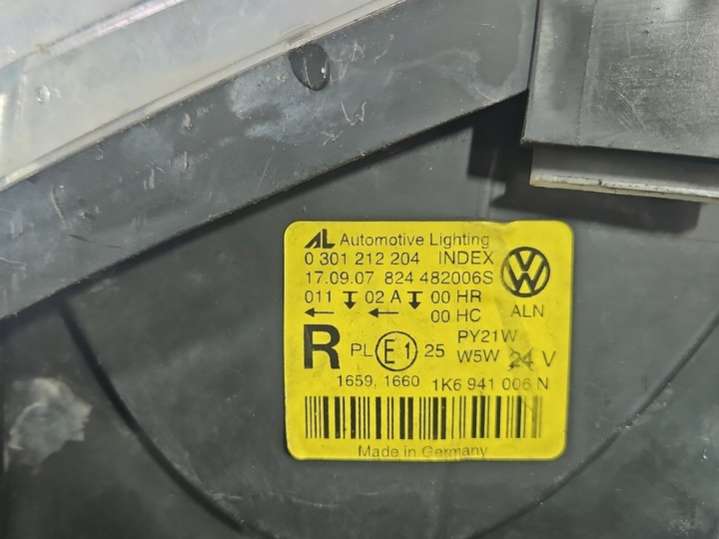 AL Automotive Lighting
0 301 212 204 INDEX
17.09.07 824 482006S
011 02 A 00 HR
00 HC
ALN
R PL E1 25
PY21W
W5W 24 V
1659, 1660 1K6 941 006 N
Made in Germany